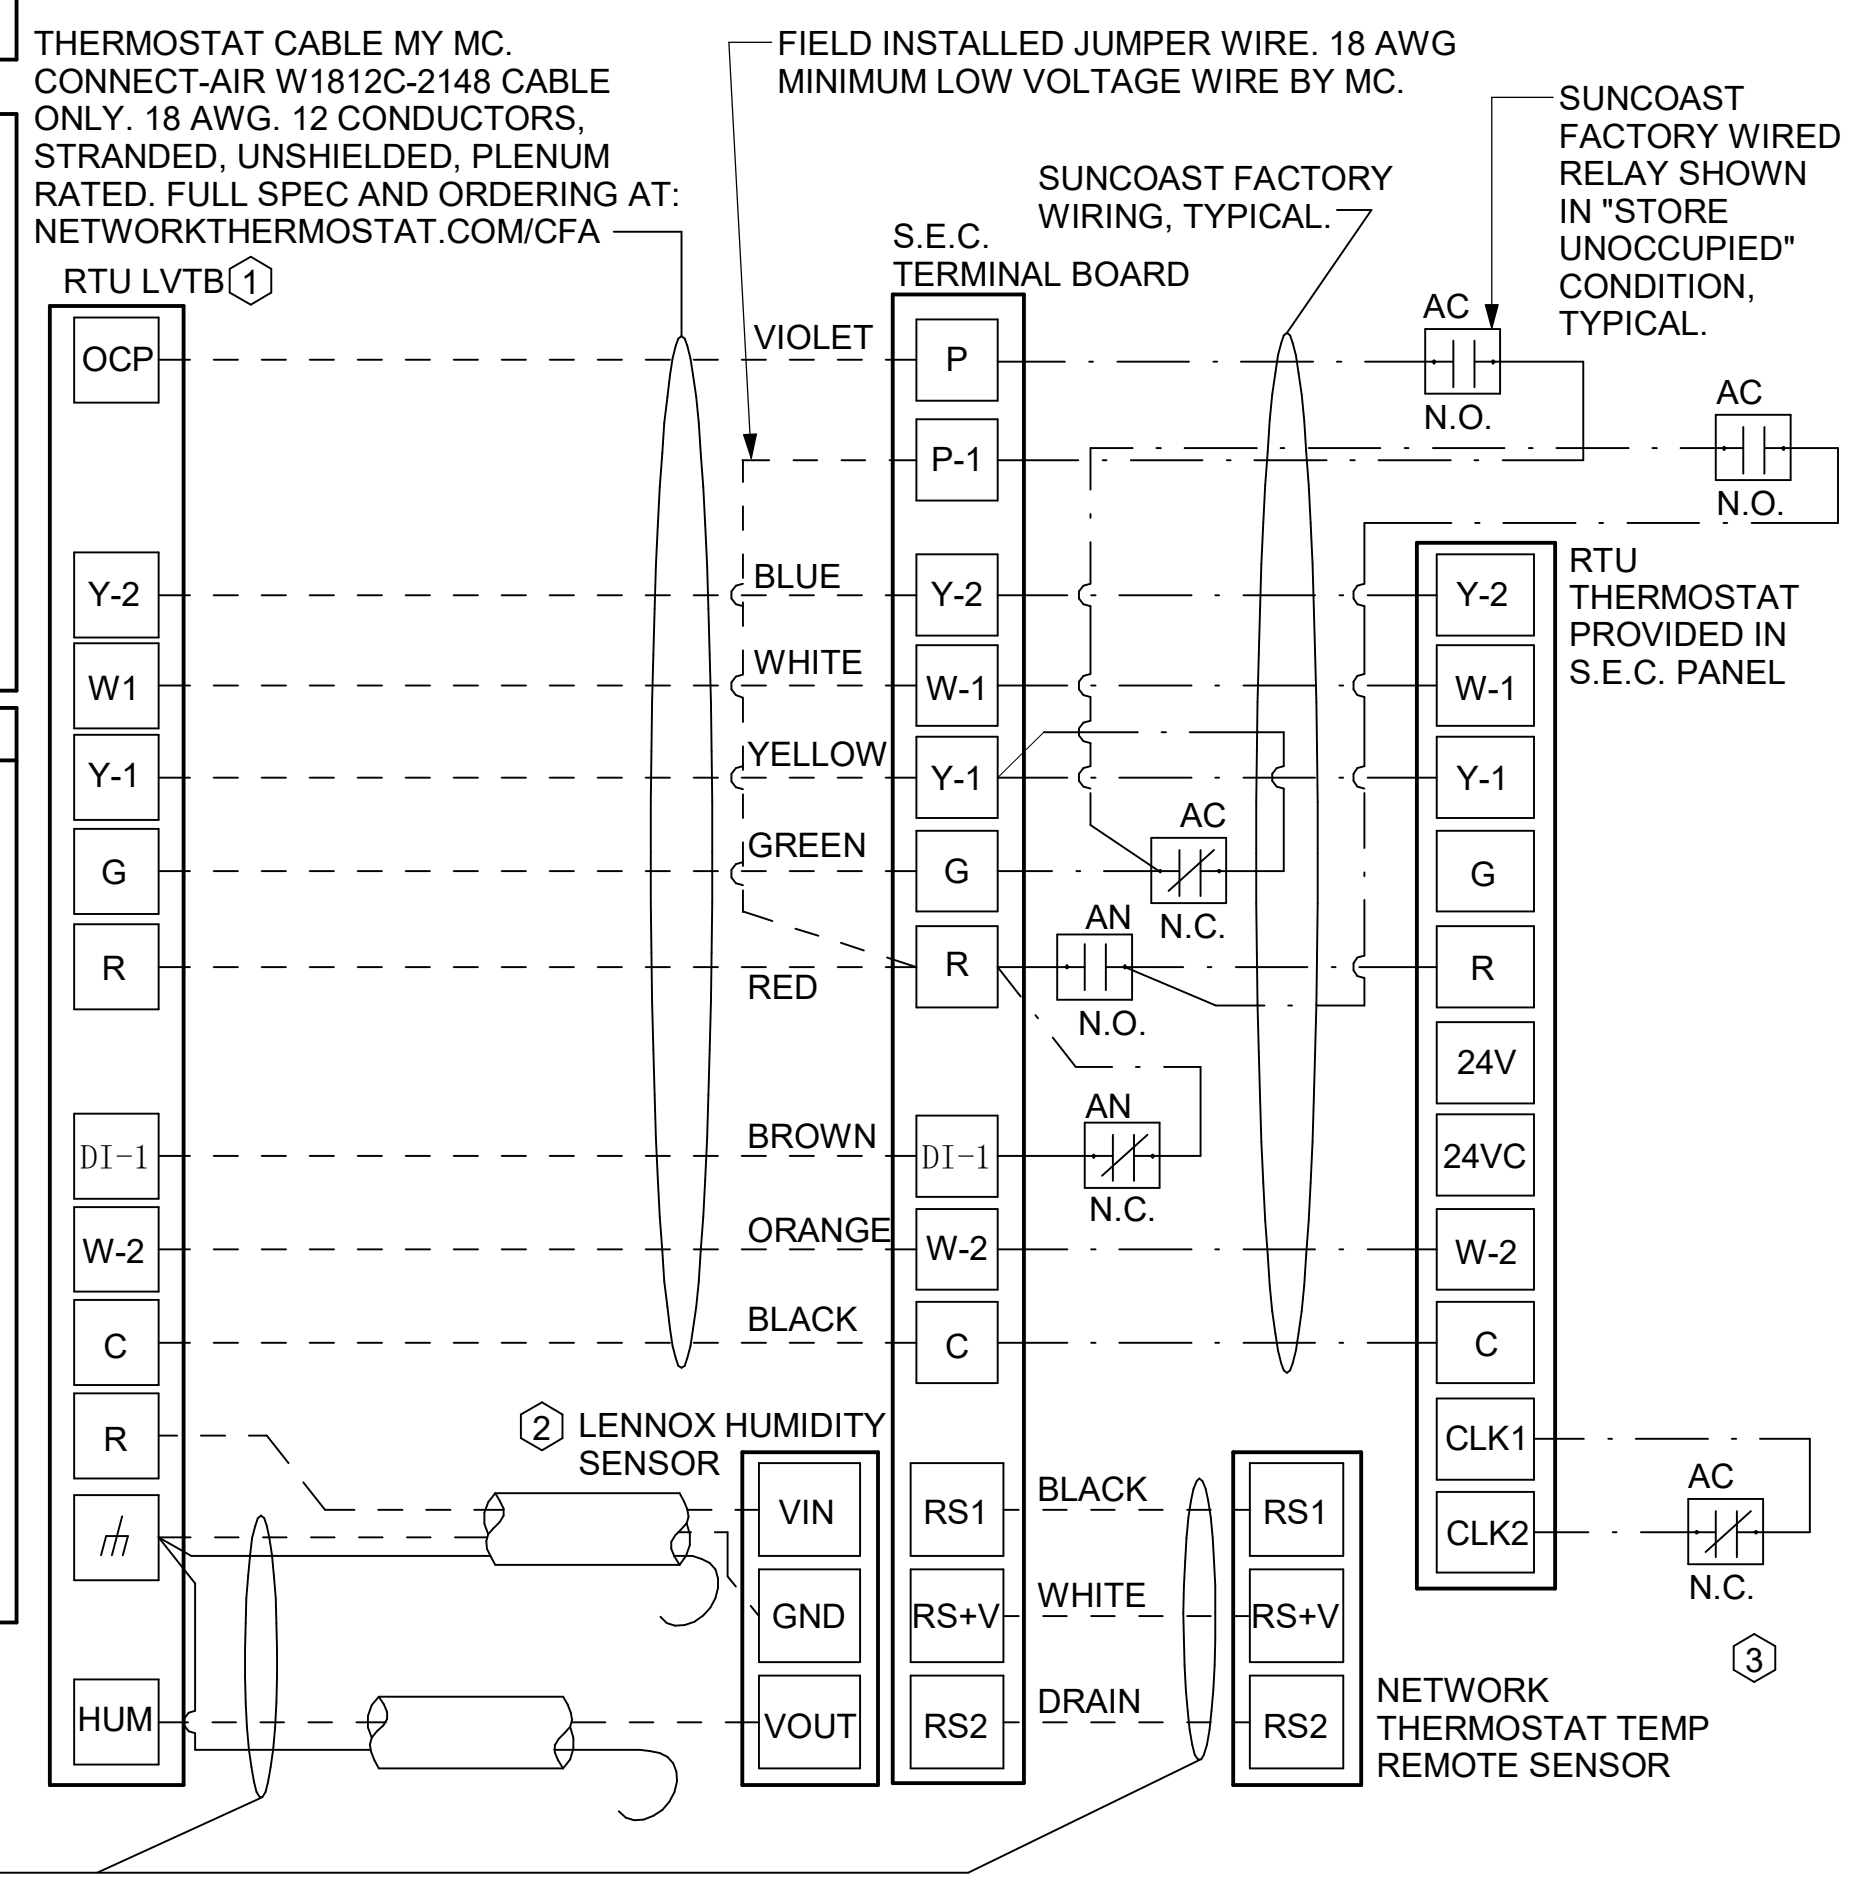 THERMOSTAT CABLE MY MC.
CONNECT-AIR W1812C-2148 CABLE
ONLY. 18 AWG. 12 CONDUCTORS,
STRANDED, UNSHIELDED, PLENUM
RATED. FULL SPEC AND ORDERING AT:
NETWORKTHERMOSTAT.COM/CFA
FIELD INSTALLED JUMPER WIRE. 18 AWG
MINIMUM LOW VOLTAGE WIRE BY MC.
SUNCOAST FACTORY
WIRING, TYPICAL.
SUNCOAST
FACTORY WIRED
RELAY SHOWN
IN "STORE
UNOCCUPIED"
CONDITION,
TYPICAL.
RTU LVTB 1
OCP
Y-2
W1
Y-1
G
R
DI-1
W-2
C
R
HUM
VIOLET
BLUE
WHITE
YELLOW
GREEN
RED
BROWN
ORANGE
BLACK
S.E.C.
TERMINAL BOARD
P
P-1
Y-2
W-1
Y-1
G
R
DI-1
W-2
C
RS1
RS+V
RS2
AC
N.O.
AC
N.O.
AC
N.C.
AN
N.O.
AN
N.C.
RTU
THERMOSTAT
PROVIDED IN
S.E.C. PANEL
Y-2
W-1
Y-1
G
R
24V
24VC
W-2
C
CLK1
CLK2
AC
N.C.
3
2 LENNOX HUMIDITY
SENSOR
VIN
GND
VOUT
BLACK
WHITE
DRAIN
RS1
RS+V
RS2
NETWORK
THERMOSTAT TEMP
REMOTE SENSOR